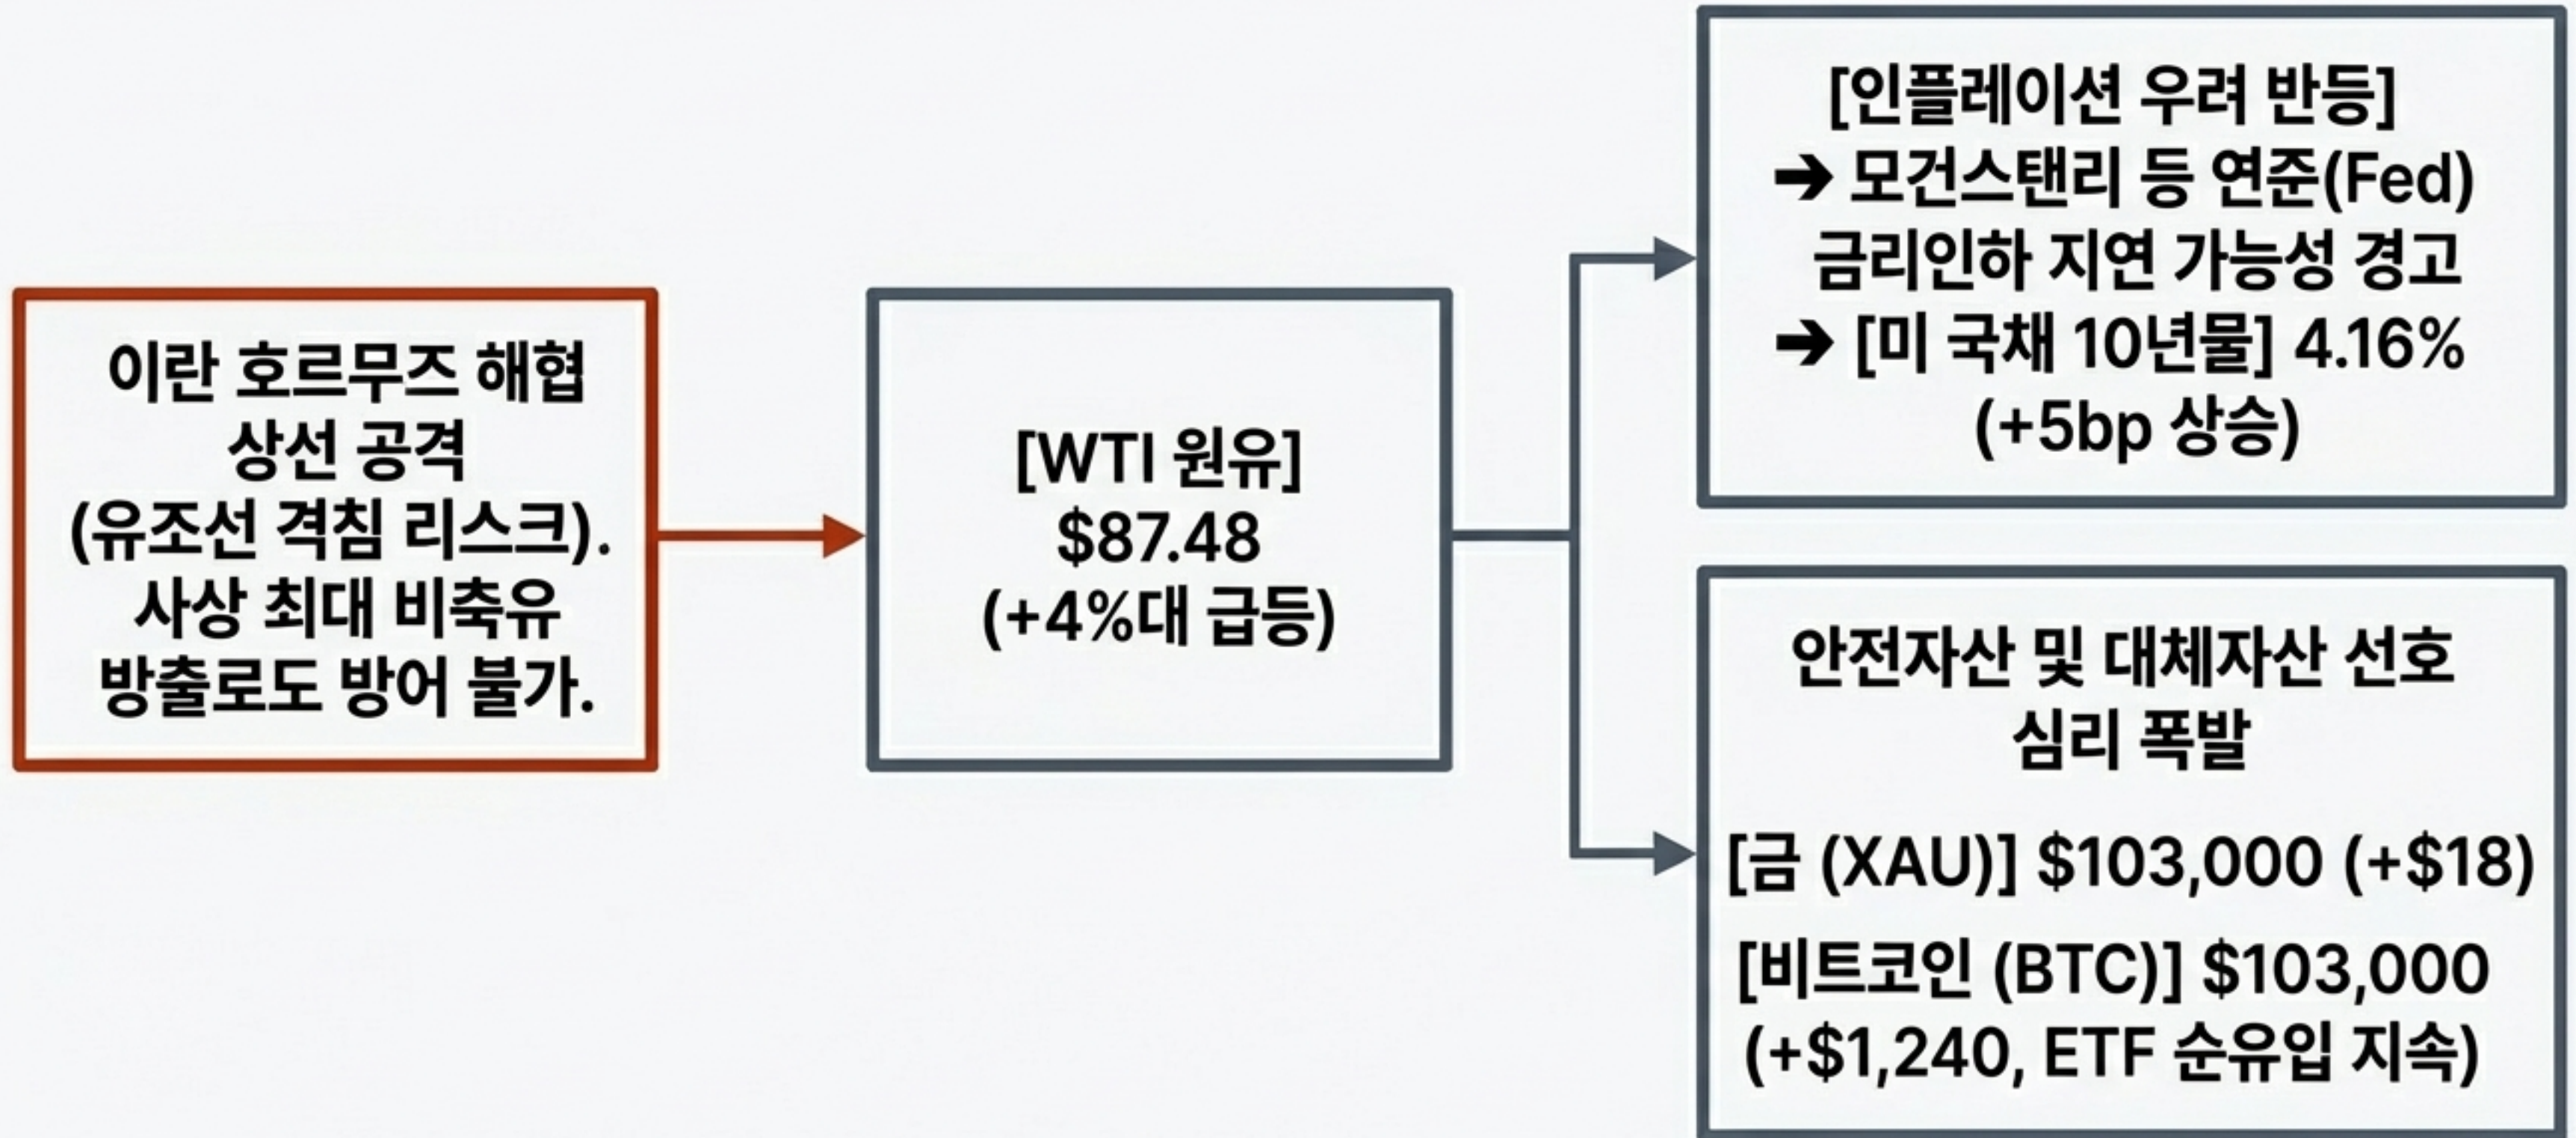 이란 호르무즈 해협
상선 공격
(유조선 격침 리스크).
사상 최대 비축유
방출로도 방어 불가.
[WTI 원유]
$87.48
(+4%대 급등)
[인플레이션 우려 반등]
➔ 모건스탠리 등 연준(Fed)
금리인하 지연 가능성 경고
➔ [미 국채 10년물] 4.16%
(+5bp 상승)
안전자산 및 대체자산 선호
심리 폭발
[금 (XAU)] $103,000 (+$18)
[비트코인 (BTC)] $103,000
(+$1,240, ETF 순유입 지속)